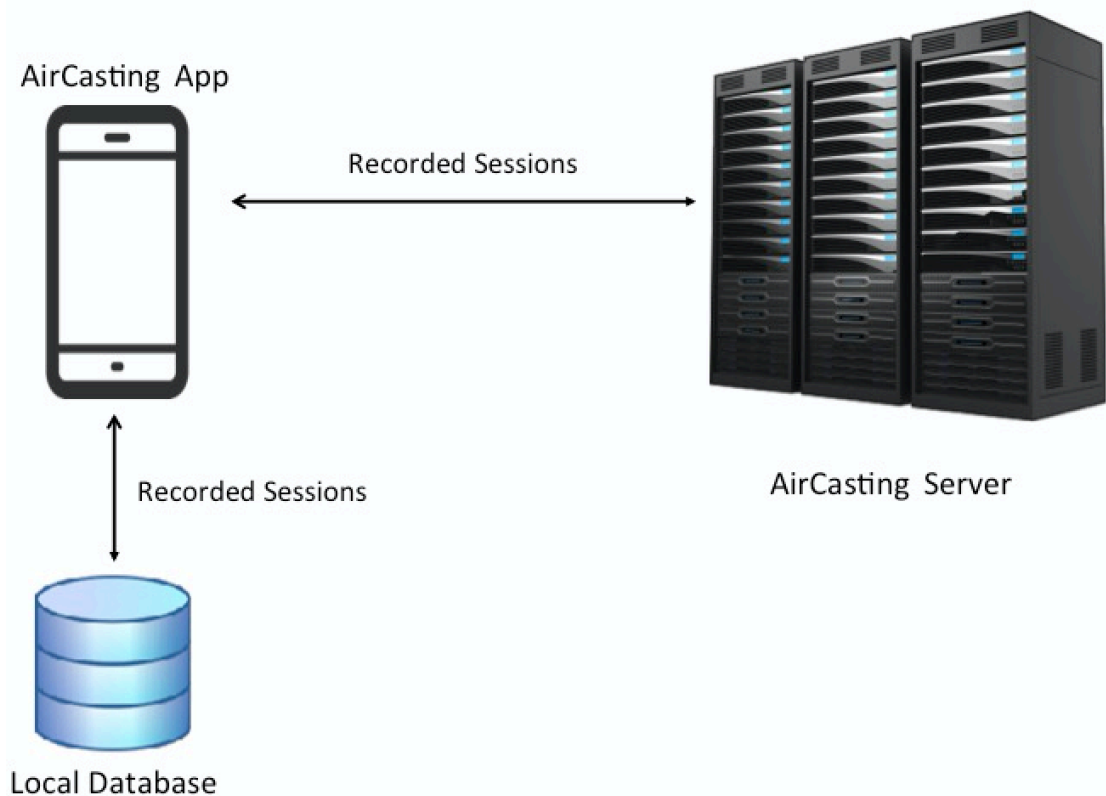 AirCasting App
Recorded Sessions
Recorded Sessions
AirCasting Server
Local Database